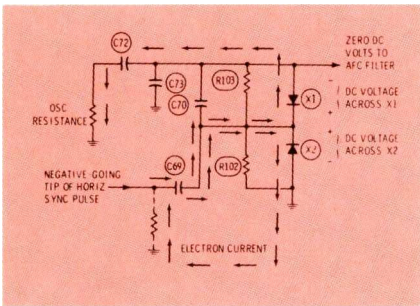 C72
ZERO DC
VOLTS TO
AFC FILTER
C73
R103
C70
X1
OSC
RESISTANCE
+
-
DC VOLTAGE
ACROSS X1
+
-
DC VOLTAGE
ACROSS X2
X2
C69
R102
NEGATIVE GOING
TIP OF HORIZ
SYNC PULSE
ELECTRON CURRENT